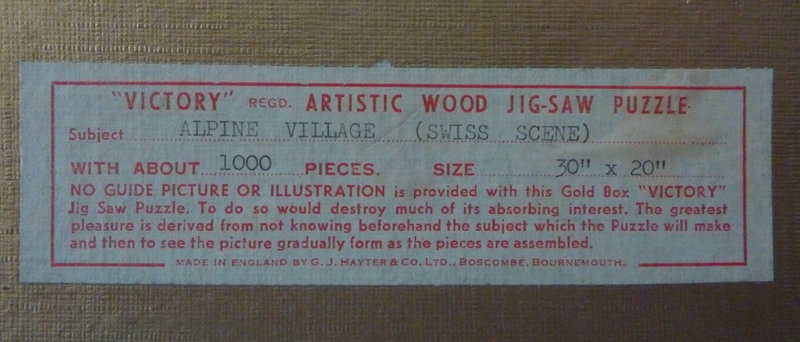 "VICTORY" REGD. ARTISTIC WOOD JIG-SAW PUZZLE
Subject ALPINE VILLAGE (SWISS SCENE)
WITH ABOUT 1000 PIECES. SIZE 30" x 20"
NO GUIDE PICTURE OR ILLUSTRATION is provided with this Gold Box "VICTORY"
Jig Saw Puzzle. To do so would destroy much of its absorbing interest. The greatest
pleasure is derived from not knowing beforehand the subject which the Puzzle will make
and then to see the picture gradually form as the pieces are assembled.
MADE IN ENGLAND BY G. J. HAYTER & CO. LTD., BOSCOMBE, BOURNEMOUTH.